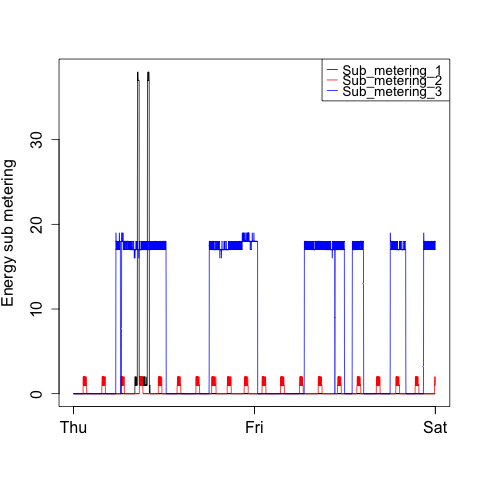 Sub_metering_1
Sub_metering_2
Sub_metering_3
Energy sub metering
30
20
10
0
Thu Fri Sat